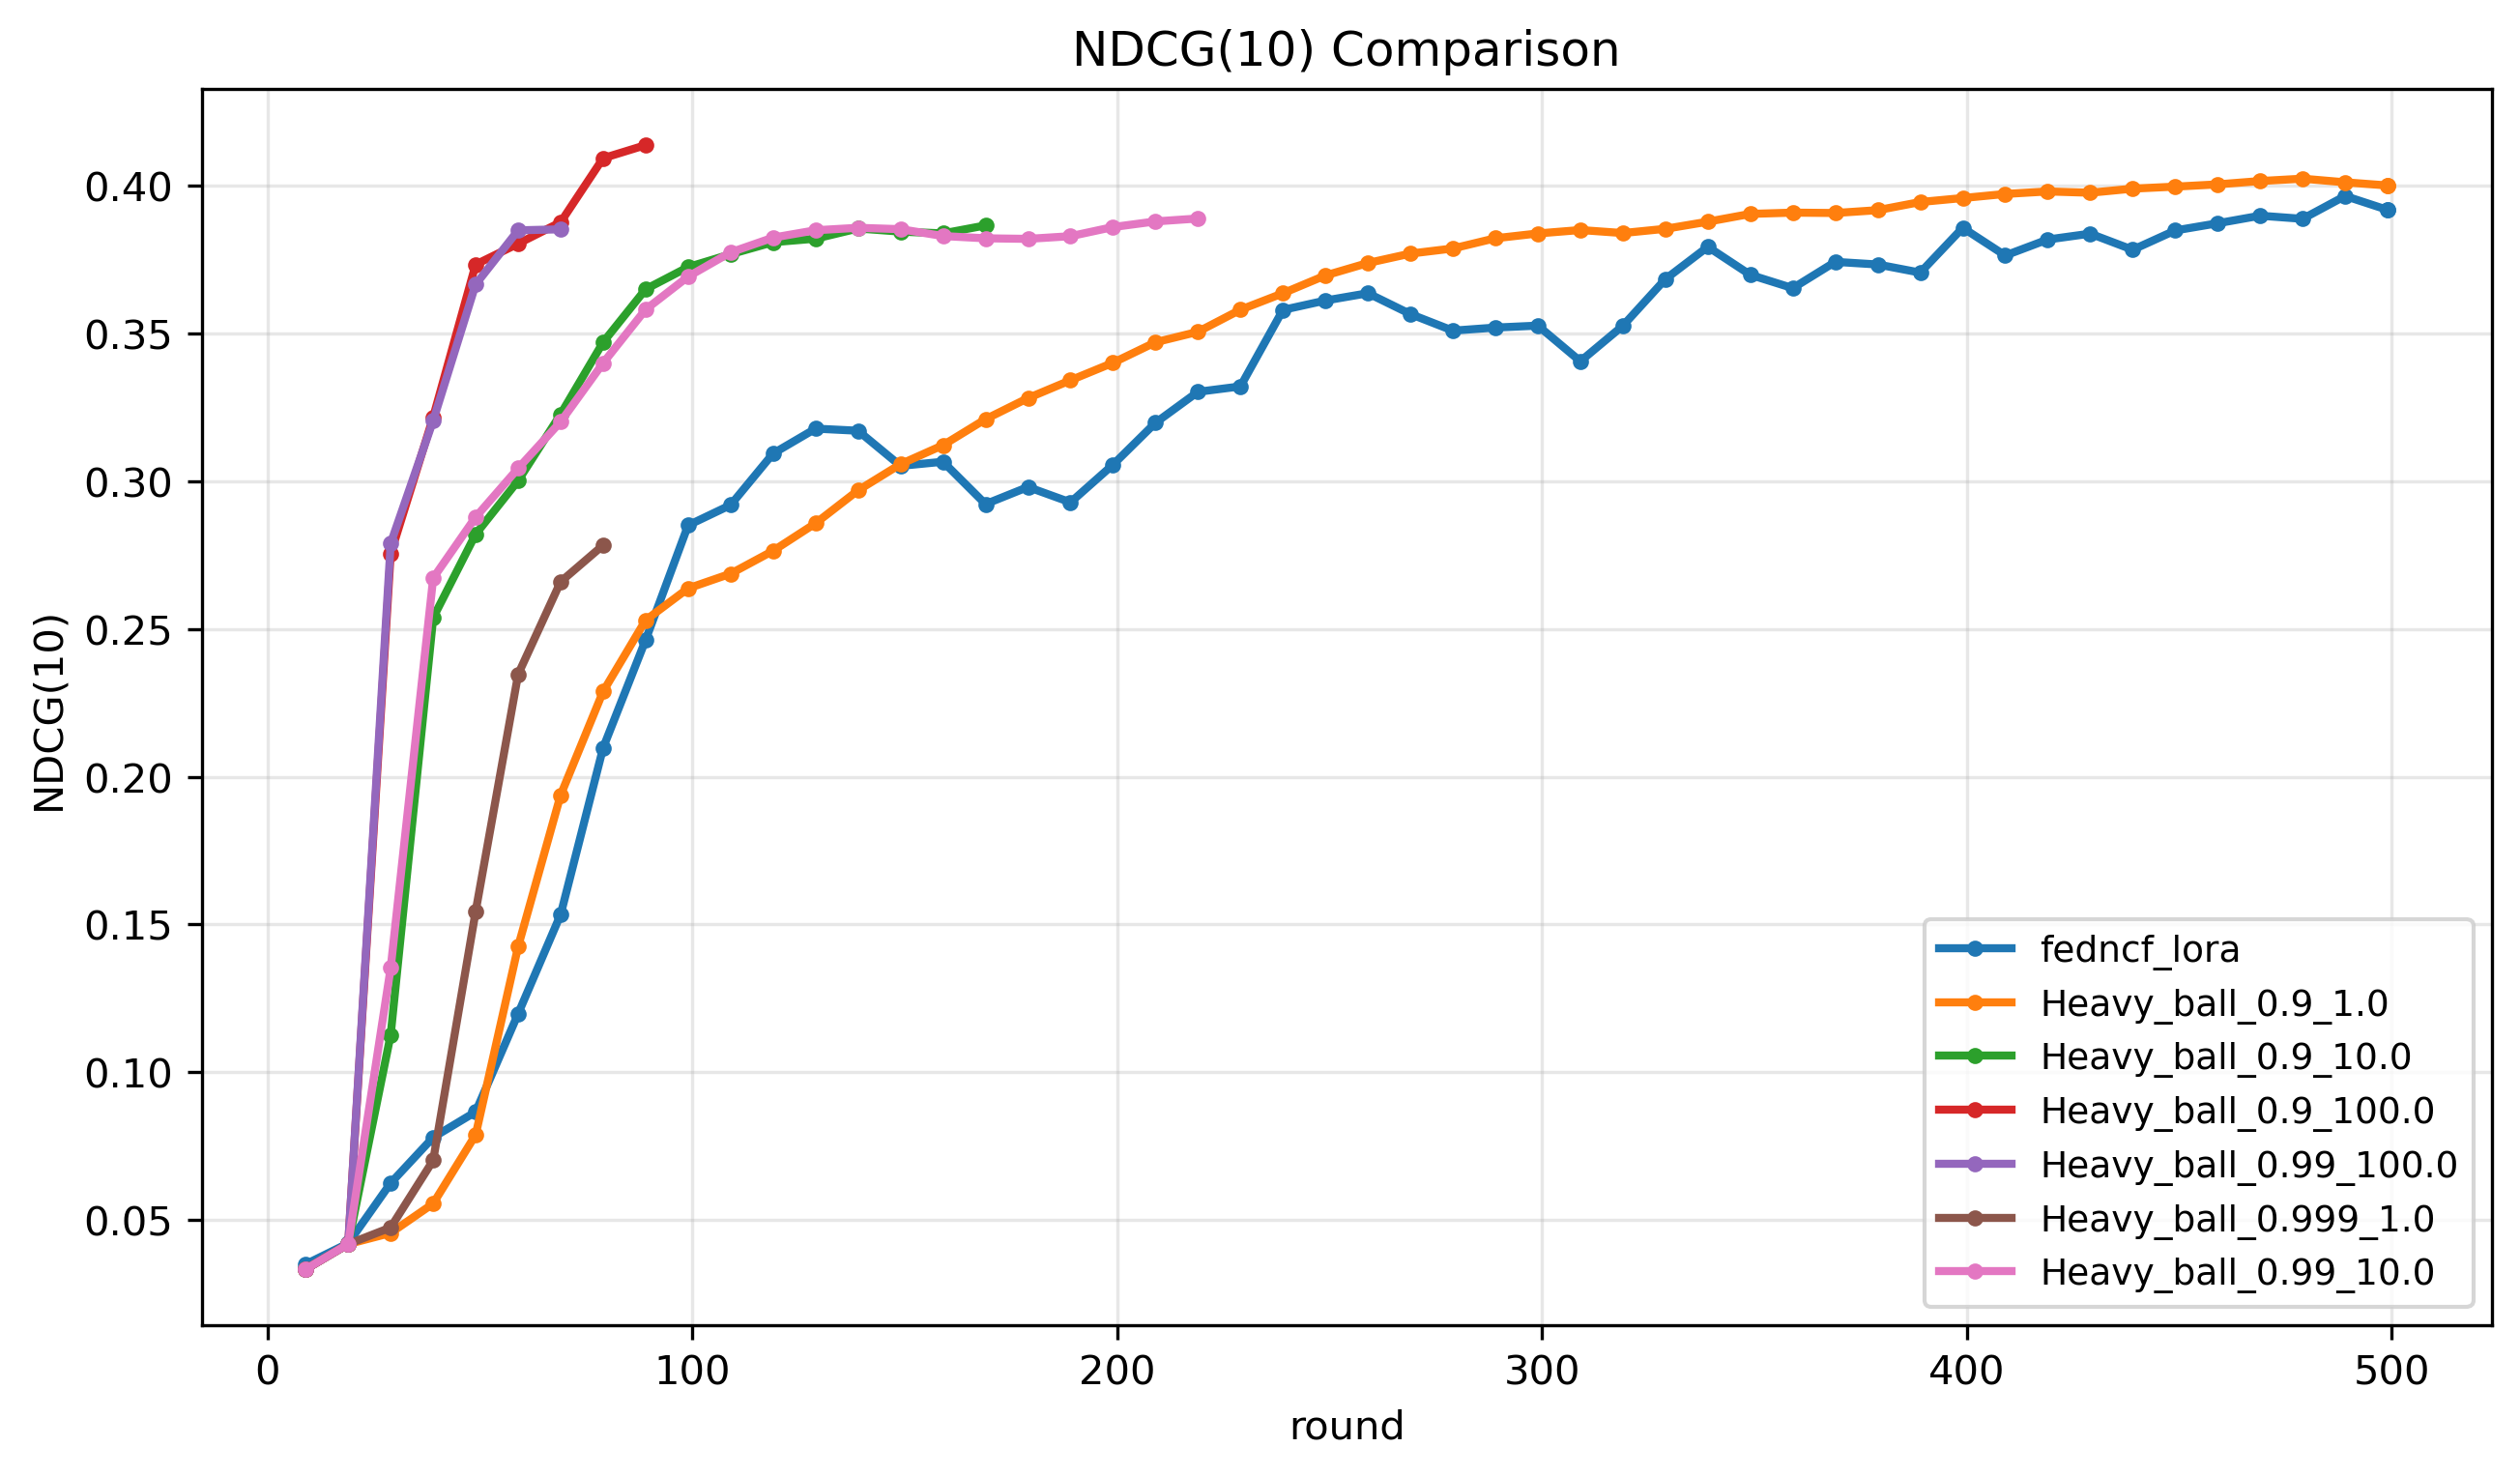 NDCG(10) Comparison
NDCG(10)
0.40
0.35
0.30
0.25
0.20
0.15
0.10
0.05
0
100
200
300
400
500
round
fedncf_lora
Heavy_ball_0.9_1.0
Heavy_ball_0.9_10.0
Heavy_ball_0.9_100.0
Heavy_ball_0.99_100.0
Heavy_ball_0.999_1.0
Heavy_ball_0.99_10.0